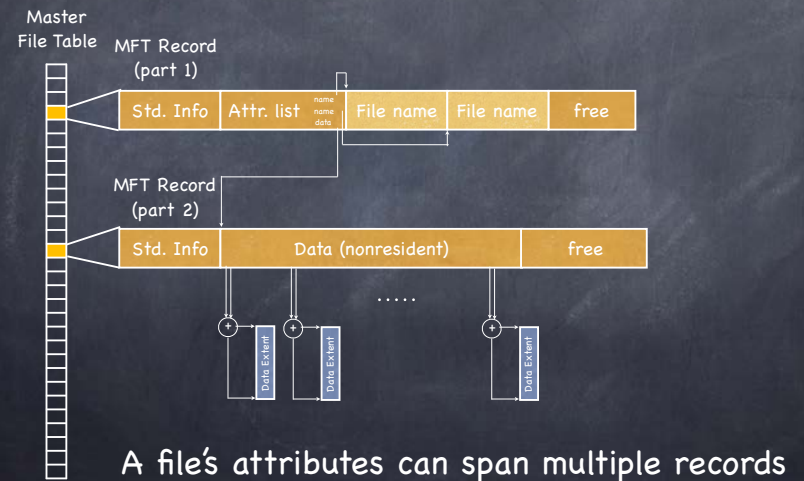 Master
File Table
MFT Record
(part 1)
Std. Info
Attr. list
name
name
data
File name
File name
free
MFT Record
(part 2)
Std. Info
Data (nonresident)
free
.....
+
+
+
Data Extent
Data Extent
Data Extent
A file's attributes can span multiple records